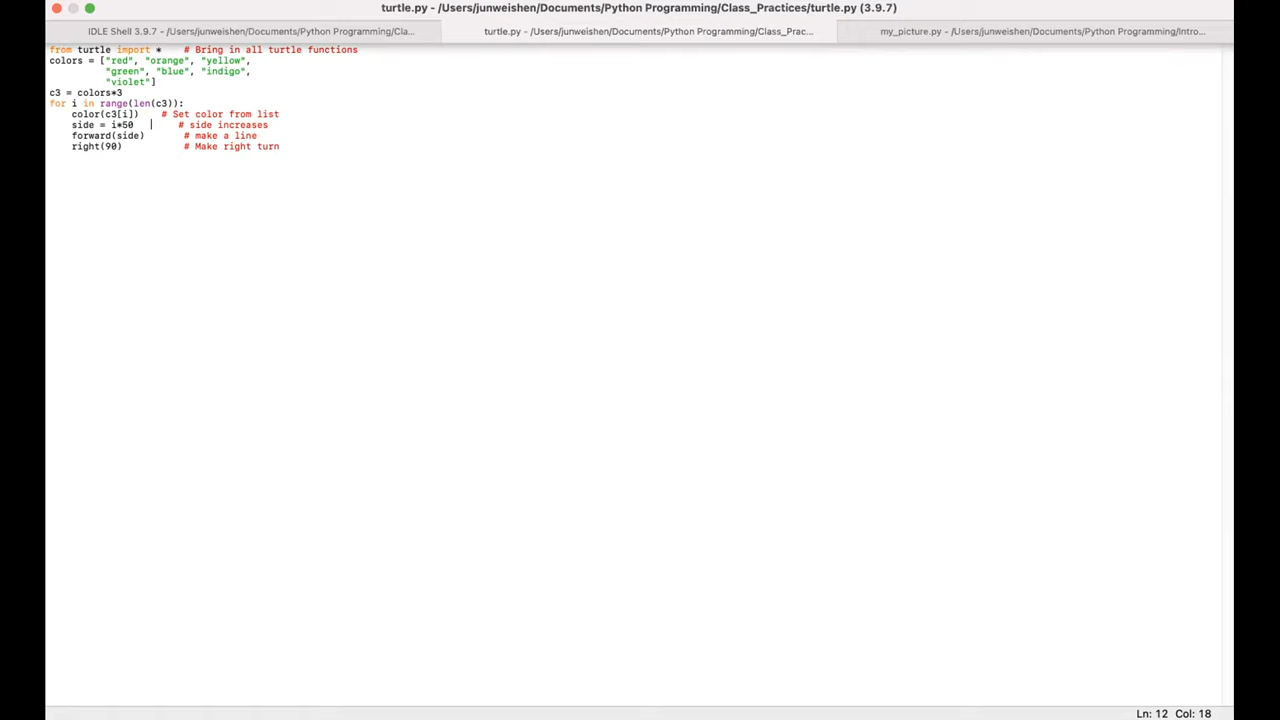 turtle.py - /Users/junweishen/Documents/Python Programming/Class_Practices/turtle.py (3.9.7)
IDLE Shell 3.9.7 - /Users/junweishen/Documents/Python Programming/Cla...
turtle.py - /Users/junweishen/Documents/Python Programming/Class_Prac...
my_picture.py - /Users/junweishen/Documents/Python Programming/Intro...
from turtle import *    # Bring in all turtle functions
colors = ["red", "orange", "yellow",
          "green", "blue", "indigo",
          "violet"]
c3 = colors*3
for i in range(len(c3)):
    color(c3[i])    # Set color from list
    side = i*50        # side increases
    forward(side)       # make a line
    right(90)           # Make right turn
Ln: 12 Col: 18